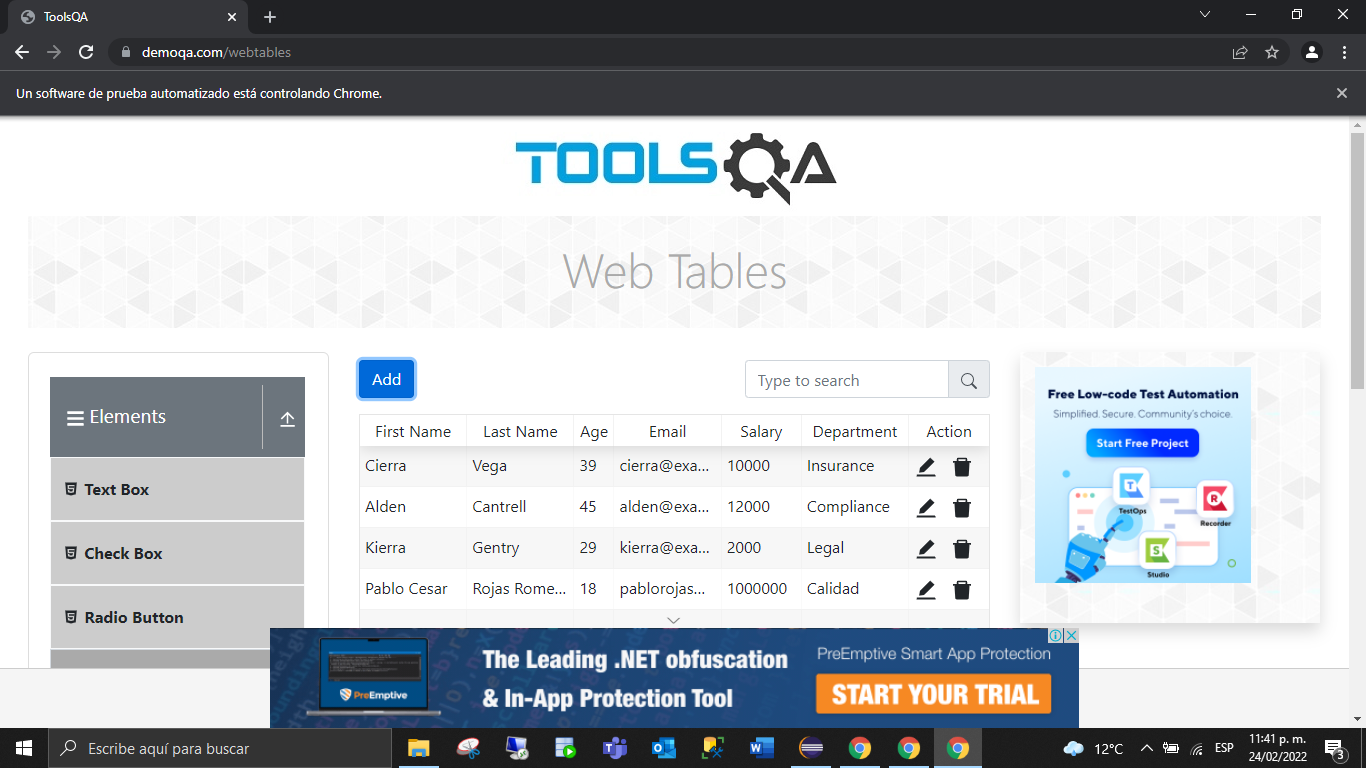 ToolsQA
demoqa.com/webtables
Un software de prueba automatizado está controlando Chrome.
TOOLSQA
Web Tables
Elements
Text Box
Check Box
Radio Button
Add
Type to search
First Name Last Name Age Email Salary Department Action
Cierra Vega 39 cierra@exa... 10000 Insurance
Alden Cantrell 45 alden@exa... 12000 Compliance
Kierra Gentry 29 kierra@exa... 2000 Legal
Pablo Cesar Rojas Rome... 18 pablorojas... 1000000 Calidad
Free Low-code Test Automation
Simplified. Secure. Community's choice.
Start Free Project
TestOps
Recorder
Studio
PreEmptive
The Leading .NET obfuscation
& In-App Protection Tool
PreEmptive Smart App Protection
START YOUR TRIAL
Escribe aquí para buscar
12°C
ESP
11:41 p. m.
24/02/2022
3